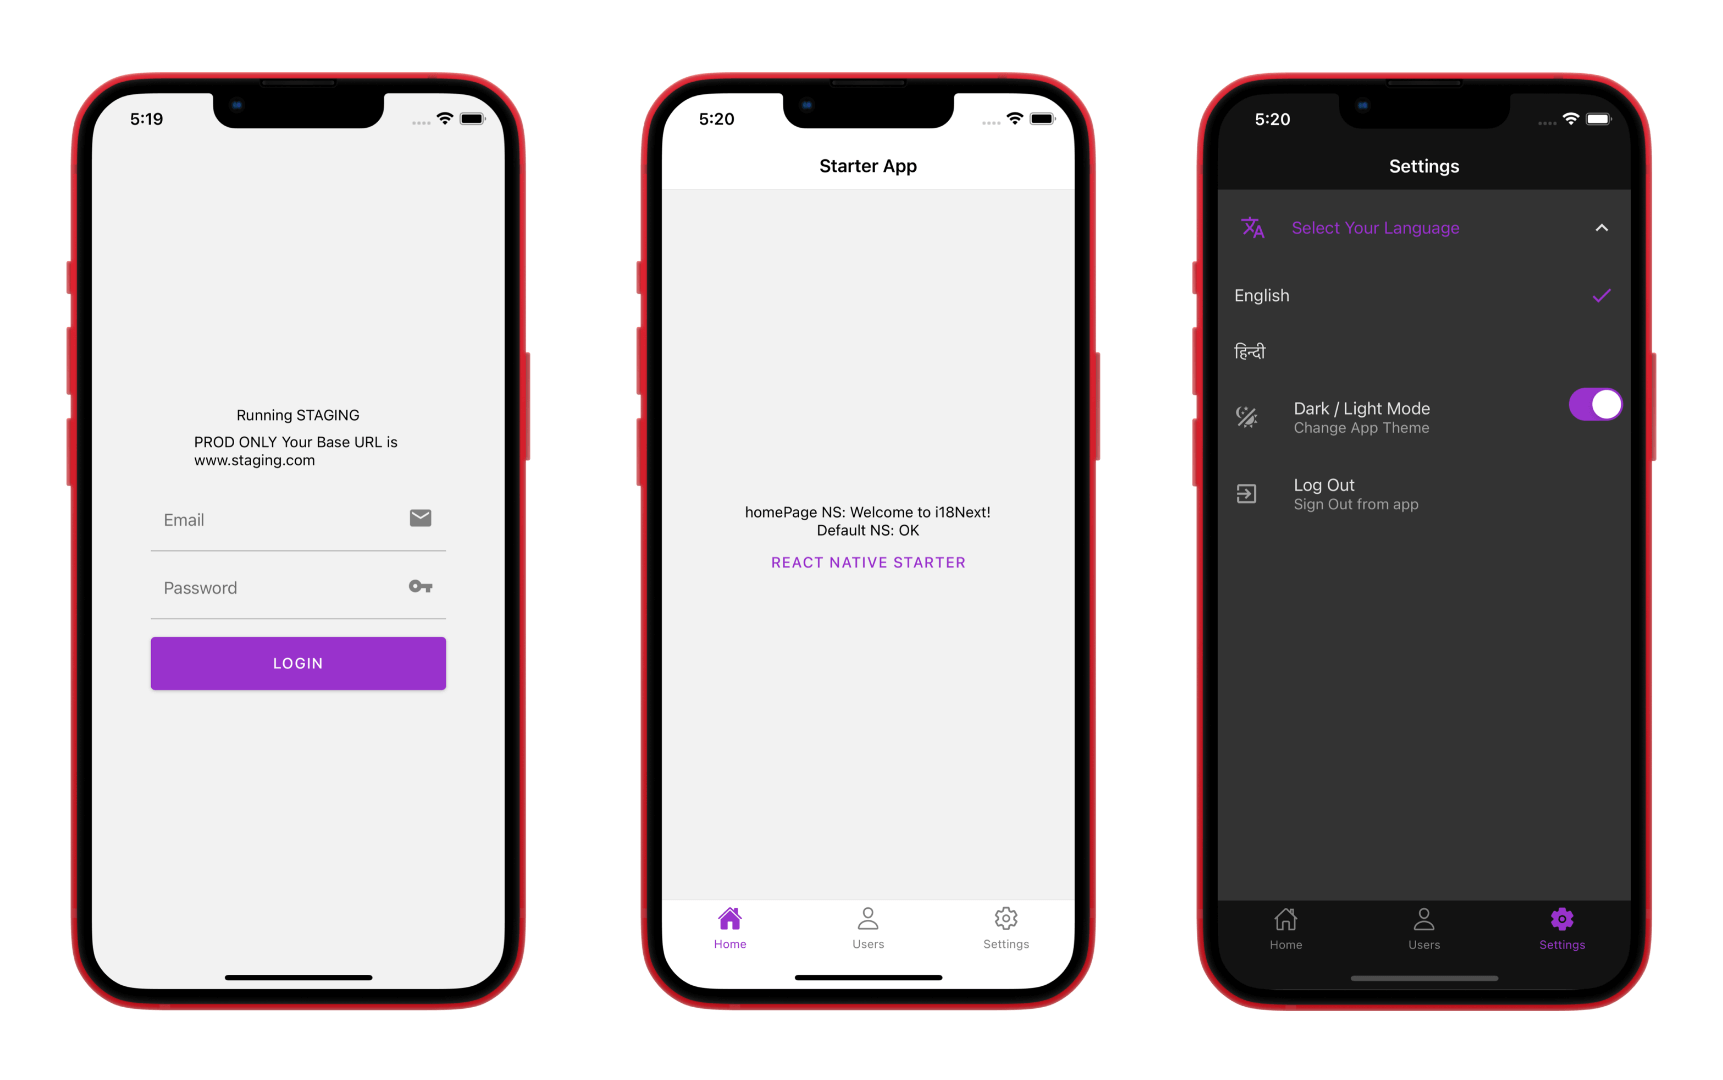 5:19
Running STAGING
PROD ONLY Your Base URL is
www.staging.com
Email
Password
LOGIN
5:20
Starter App
homePage NS: Welcome to i18Next!
Default NS: OK
REACT NATIVE STARTER
Home
Users
Settings
5:20
Settings
Select Your Language
English
हिन्दी
Dark / Light Mode
Change App Theme
Log Out
Sign Out from app
Home
Users
Settings